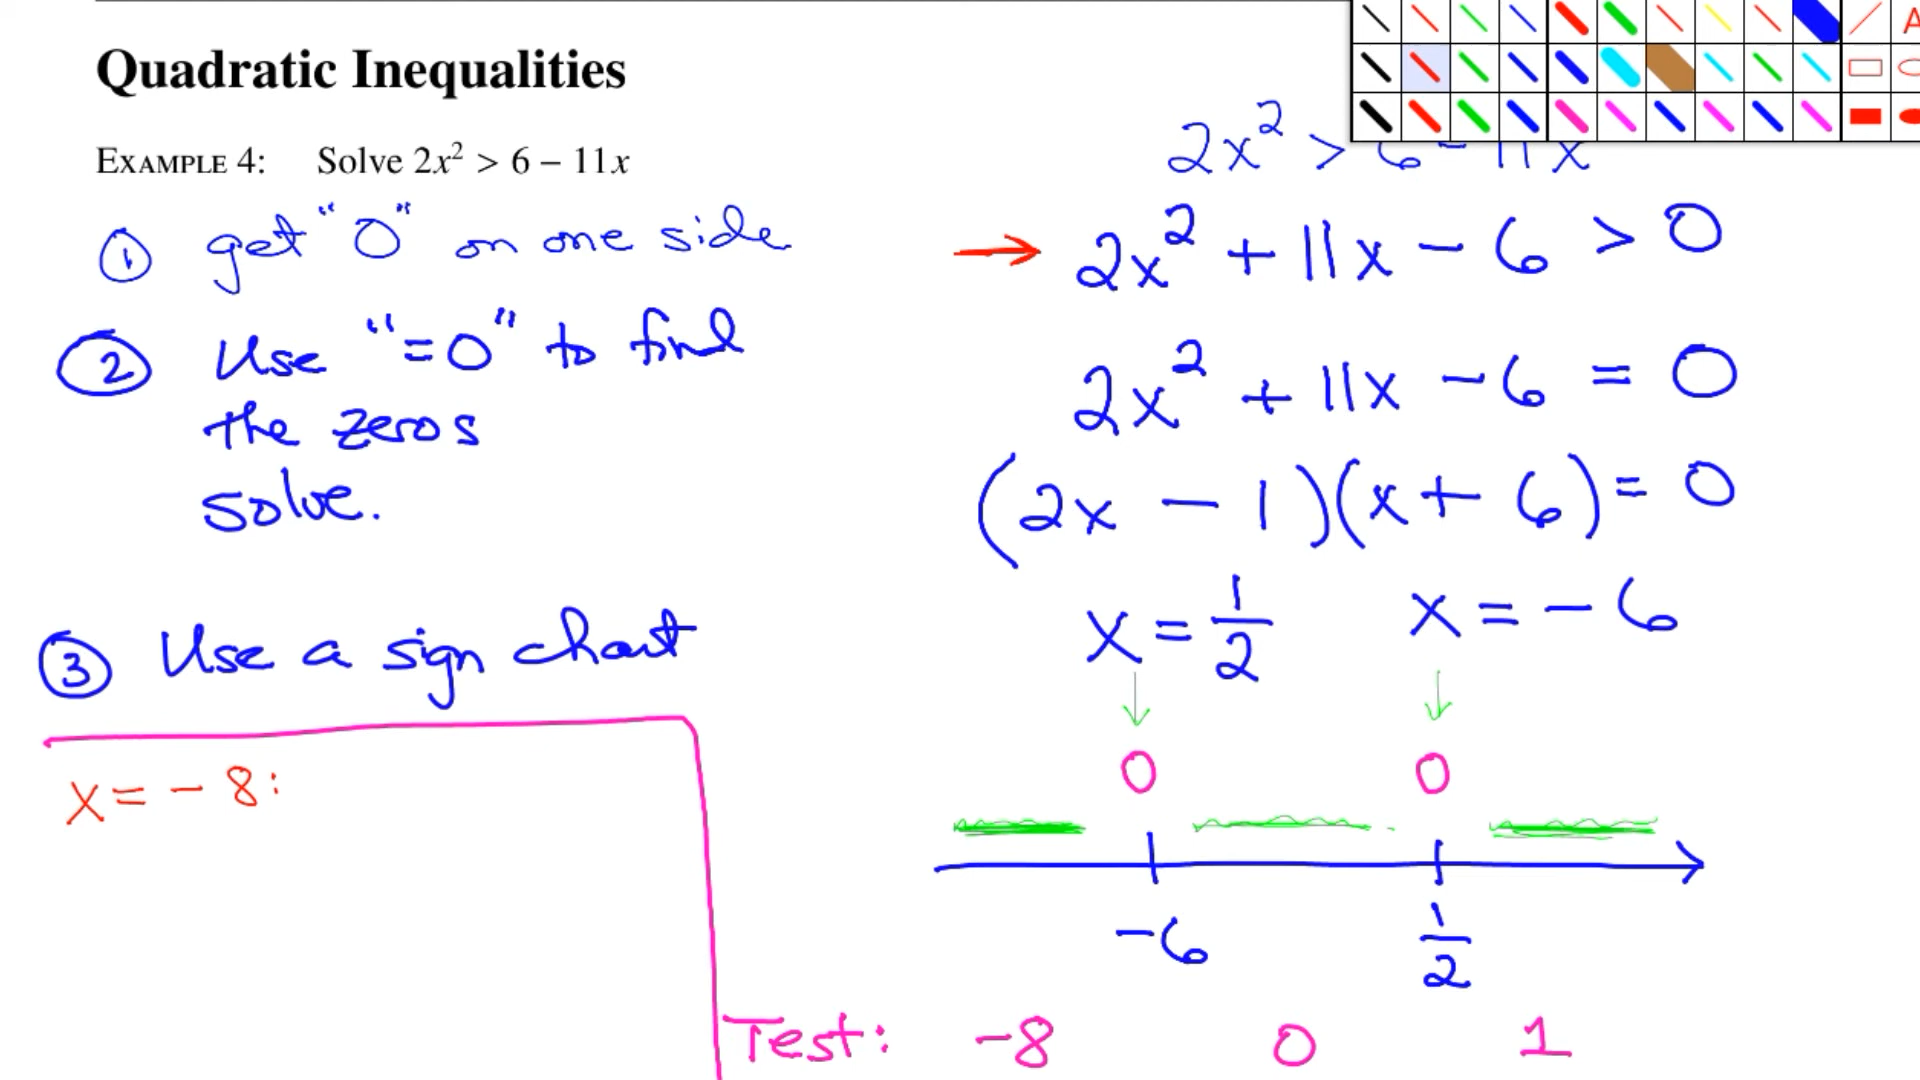 Quadratic Inequalities
EXAMPLE 4: Solve 2x² > 6 – 11x
2x² > 6 - 11x
① get "0" on one side
→ 2x² + 11x - 6 > 0
② Use "=0" to find
the zeros
solve.
2x² + 11x - 6 = 0
(2x - 1)(x + 6) = 0
x = 1/2 x = -6
③ Use a sign chart
x = -8:
0 0
-6 1/2
Test: -8 0 1
A